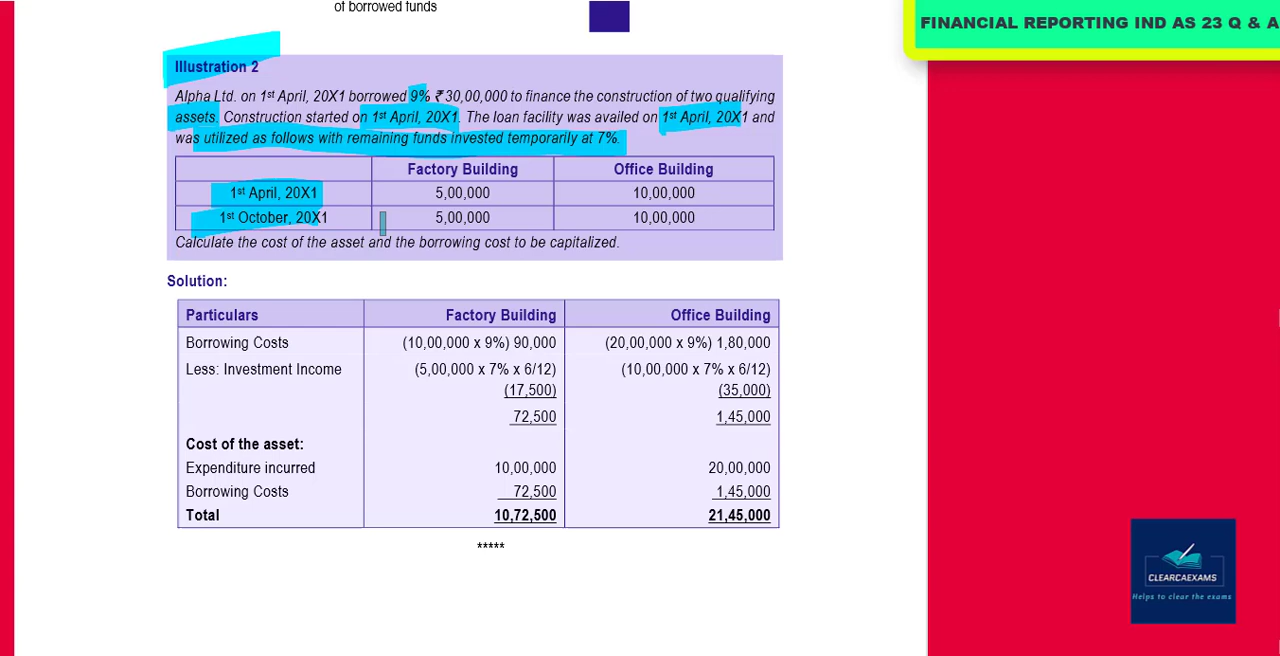 of borrowed funds
FINANCIAL REPORTING IND AS 23 Q & A
Illustration 2
Alpha Ltd. on 1st April, 20X1 borrowed 9% ₹ 30,00,000 to finance the construction of two qualifying
assets. Construction started on 1st April, 20X1. The loan facility was availed on 1st April, 20X1 and
was utilized as follows with remaining funds invested temporarily at 7%.
Factory Building Office Building
1st April, 20X1 5,00,000 10,00,000
1st October, 20X1 5,00,000 10,00,000
Calculate the cost of the asset and the borrowing cost to be capitalized.
Solution:
Particulars Factory Building Office Building
Borrowing Costs (10,00,000 x 9%) 90,000 (20,00,000 x 9%) 1,80,000
Less: Investment Income (5,00,000 x 7% x 6/12) (10,00,000 x 7% x 6/12)
(17,500) (35,000)
72,500 1,45,000
Cost of the asset:
Expenditure incurred 10,00,000 20,00,000
Borrowing Costs 72,500 1,45,000
Total 10,72,500 21,45,000
*****
CLEARCAEXAMS
Helps to clear the exams